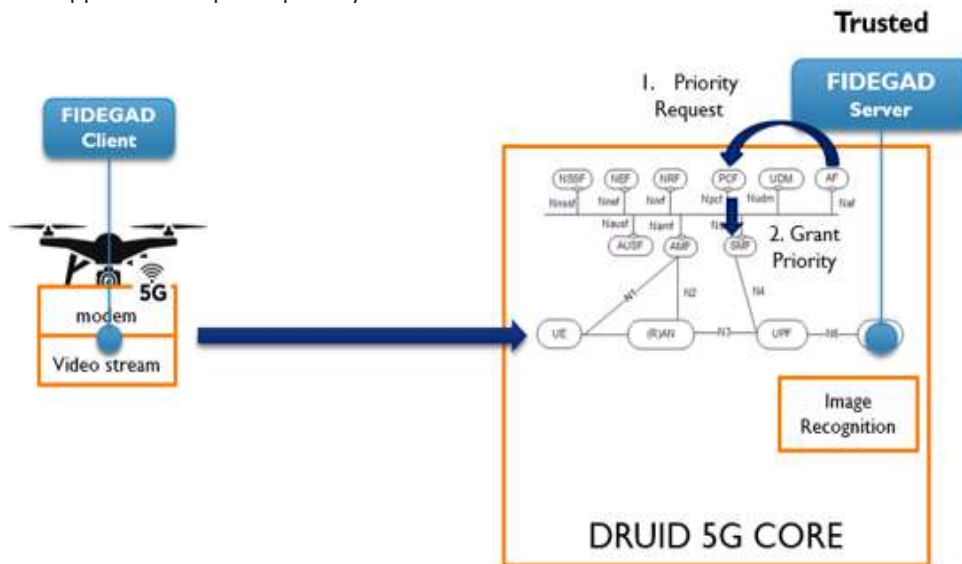 Trusted
FIDEGAD
Server
1. Priority
Request
FIDEGAD
Client
NSSF
NEF
NRF
PCF
UDM
AF
Nnssf
Nnef
Nnrf
Npcf
Nudm
Naf
Nausf
Namf
AUSF
AMF
SMF
2. Grant
Priority
5G
modem
Video stream
N1
N2
N4
UE
(R)AN
N3
UPF
N6
Image
Recognition
DRUID 5G CORE